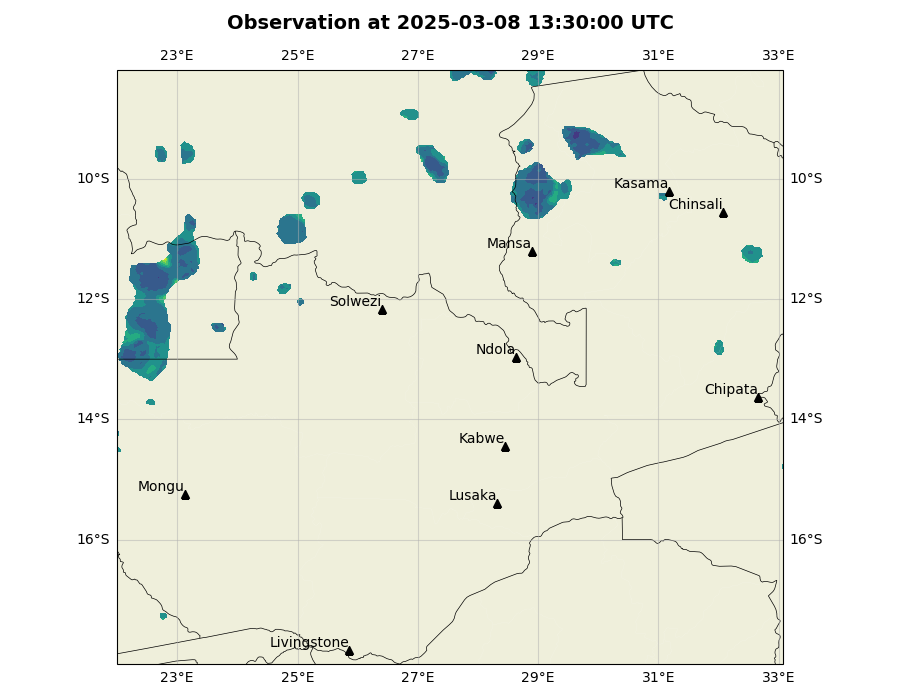 Observation at 2025-03-08 13:30:00 UTC
23°E 25°E 27°E 29°E 31°E 33°E
10°S 10°S
Kasama
Chinsali
Mansa
12°S 12°S
Solwezi
Ndola
Chipata
14°S 14°S
Kabwe
Mongu
Lusaka
16°S 16°S
Livingstone
23°E 25°E 27°E 29°E 31°E 33°E